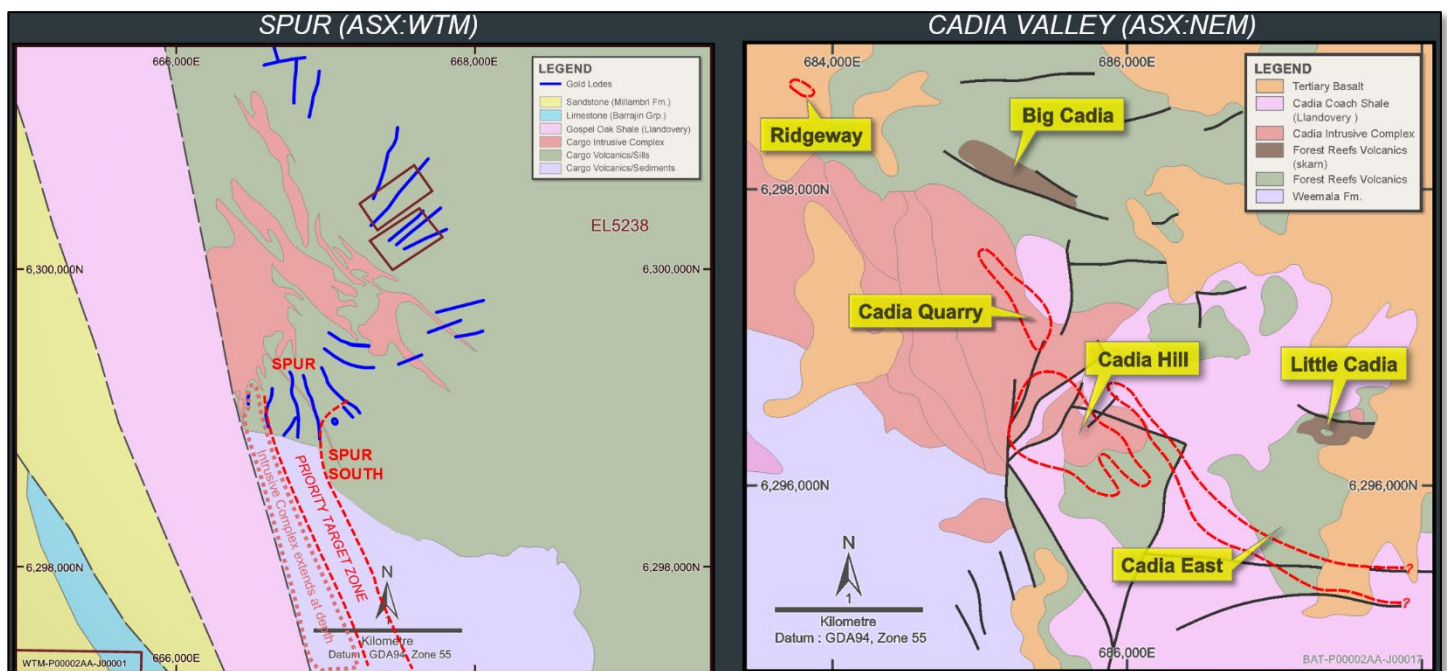 SPUR (ASX:WTM)
666,000E
668,000E
LEGEND
Gold Lodes
Sandstone (Millambri Fm.)
Limestone (Barrajin Grp.)
Gospel Oak Shale (Llandovery)
Cargo Intrusive Complex
Cargo Volcanics/Sills
Cargo Volcanics/Sediments
EL5238
6,300,000N
6,300,000N
SPUR
SPUR
SOUTH
PRIORITY TARGET ZONE
Intrusive Complex extends at depth
6,298,000N
6,298,000N
N
1
Kilometre
Datum : GDA94, Zone 55
WTM-P00002AA-J00001
666,000E
CADIA VALLEY (ASX:NEM)
684,000E
686,000E
LEGEND
Tertiary Basalt
Cadia Coach Shale
(Llandovery )
Cadia Intrusive Complex
Forest Reefs Volcanics
(skarn)
Forest Reefs Volcanics
Weemala Fm.
Ridgeway
Big Cadia
6,298,000N
6,298,000N
Cadia Quarry
Cadia Hill
Little Cadia
6,296,000N
6,296,000N
Cadia East
?
?
N
1
Kilometre
Datum : GDA94, Zone 55
686,000E
BAT-P00002AA-J00017